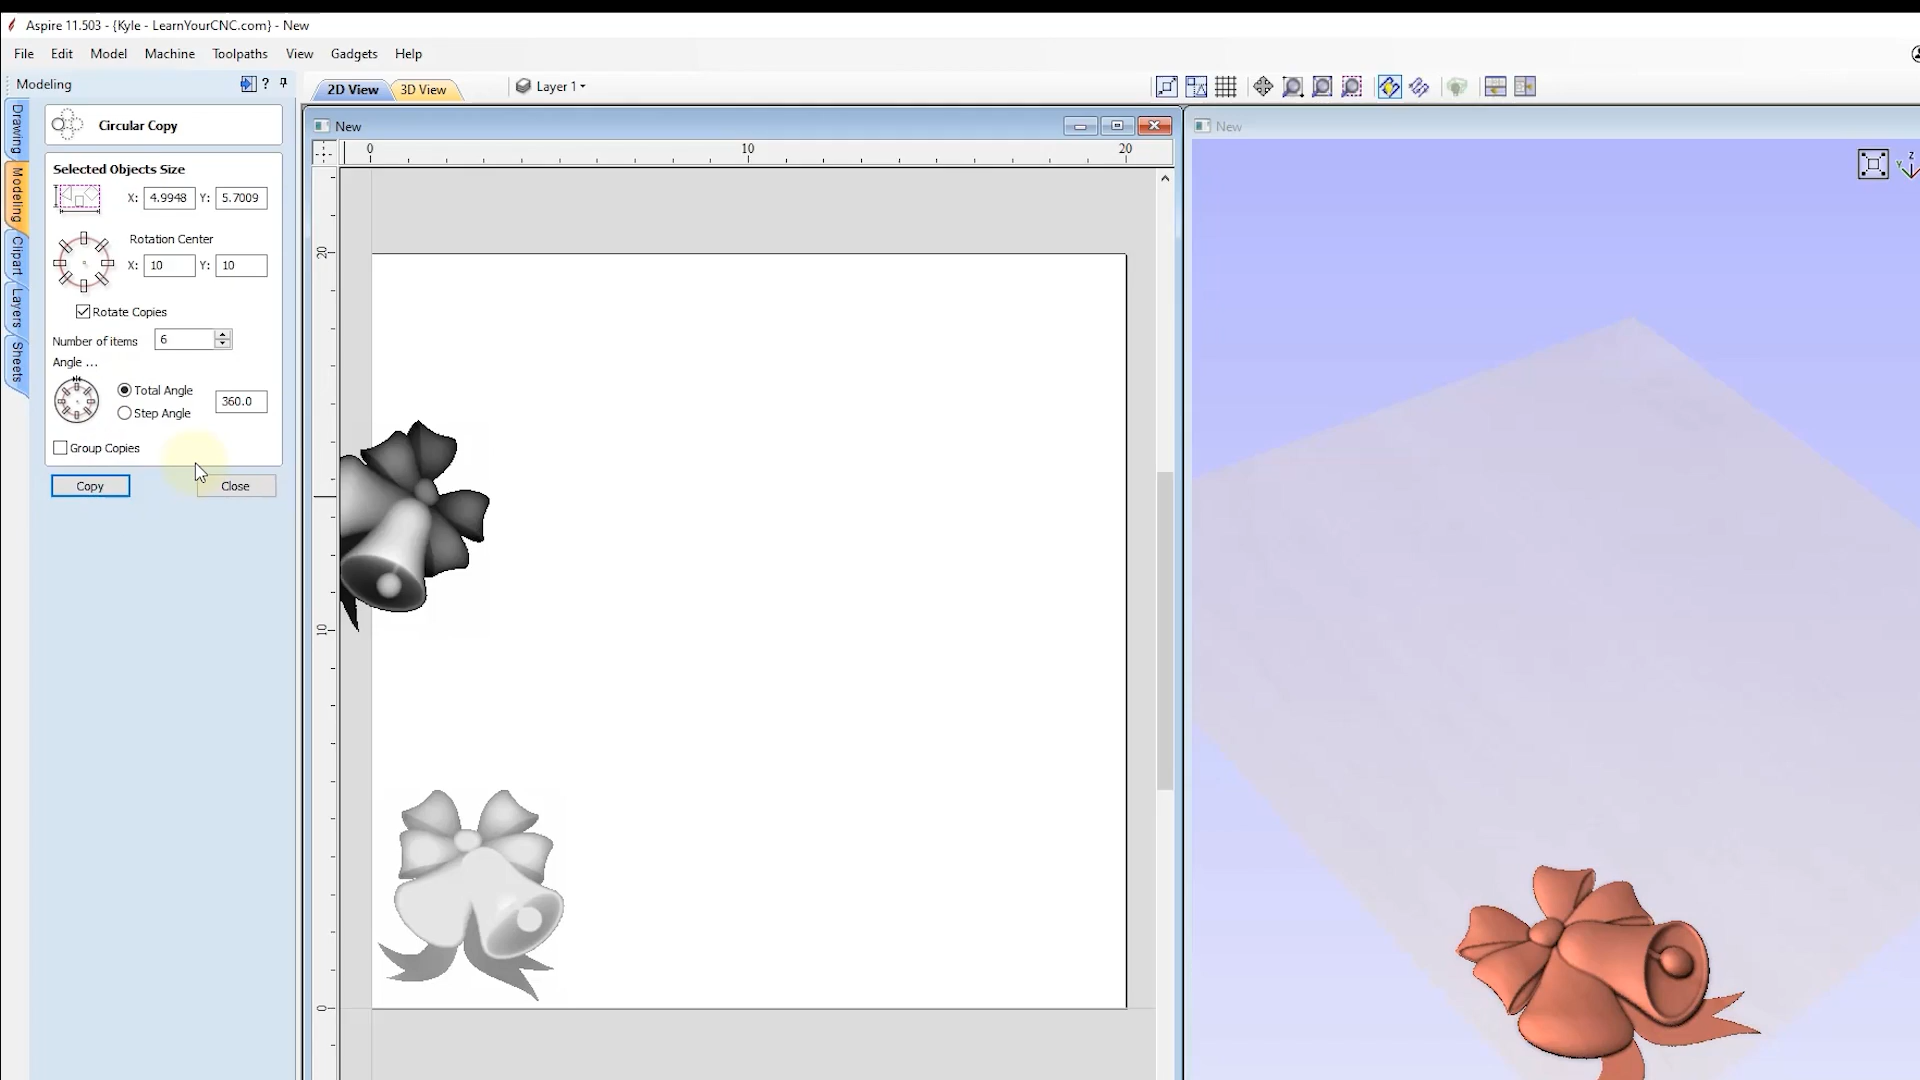 Aspire 11.503 - {Kyle - LearnYourCNC.com} - New
File Edit Model Machine Toolpaths View Gadgets Help
Modeling ?
2D View 3D View Layer 1
Circular Copy
New
New
0 10 20
Selected Objects Size
X: 4.9948 Y: 5.7009
Rotation Center
X: 10 Y: 10
Rotate Copies
Number of items 6
Angle ...
Total Angle
360.0
Step Angle
Group Copies
Copy Close
Drawing
Modeling
Clipart
Layers
Sheets
20
10
0
Z
Y